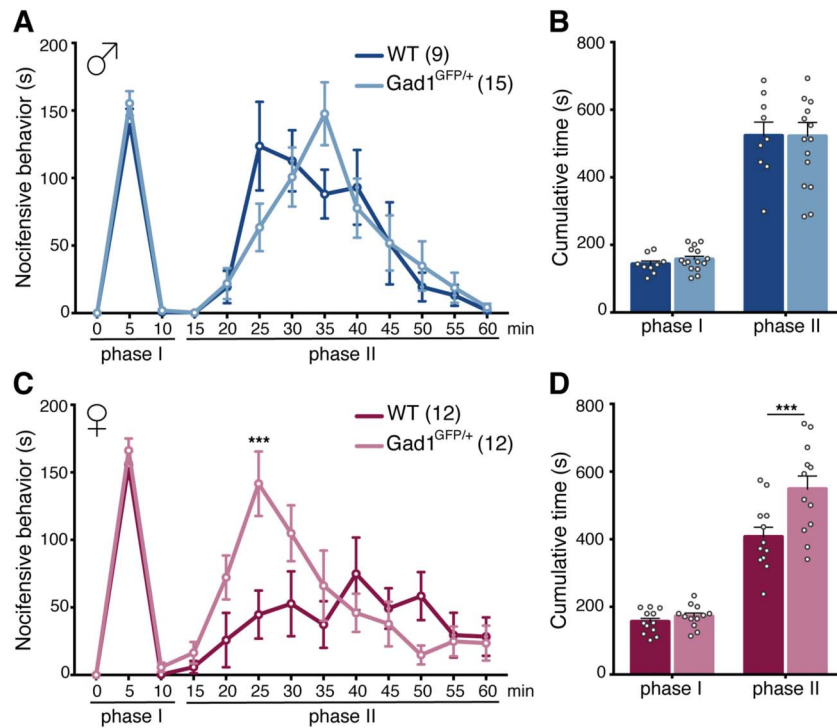 A
B
♂
WT (9)
Gad1GFP/+ (15)
Nocifensive behavior (s)
200
150
100
50
0
0 5 10 15 20 25 30 35 40 45 50 55 60 min
phase I phase II
Cumulative time (s)
800
600
400
200
0
phase I phase II
C
D
♀
WT (12)
Gad1GFP/+ (12)
***
Nocifensive behavior (s)
200
150
100
50
0
0 5 10 15 20 25 30 35 40 45 50 55 60 min
phase I phase II
***
Cumulative time (s)
800
600
400
200
0
phase I phase II